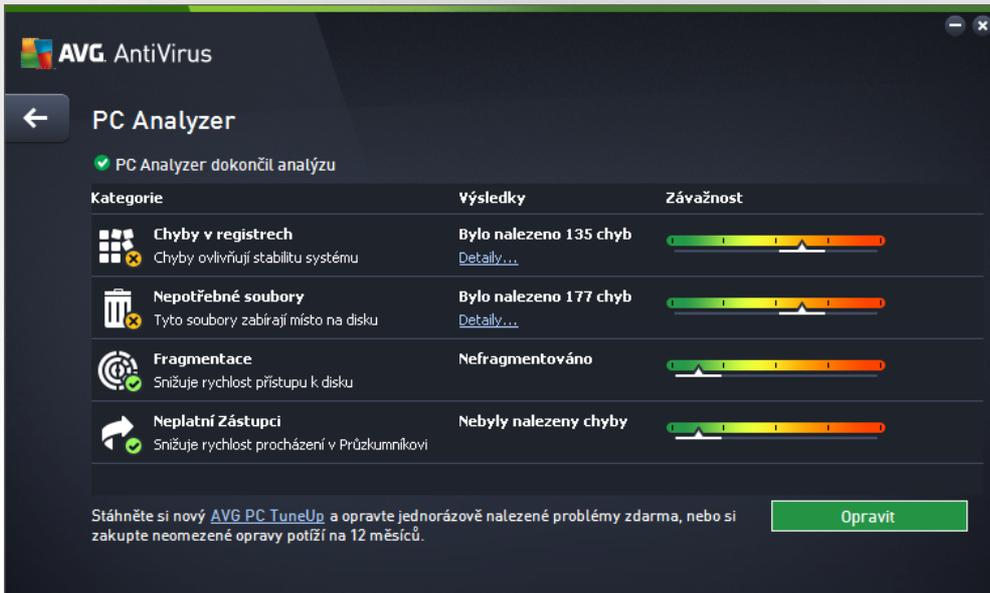 AVG. AntiVirus
PC Analyzer
PC Analyzer dokončil analýzu
Kategorie Výsledky Závažnost
Chyby v registrech Bylo nalezeno 135 chyb
Chyby ovlivňují stabilitu systému Detaily...
Nepotřebné soubory Bylo nalezeno 177 chyb
Tyto soubory zabírají místo na disku Detaily...
Fragmentace Nefragmentováno
Snižuje rychlost přístupu k disku
Neplatní Zástupci Nebyly nalezeny chyby
Snižuje rychlost procházení v Průzkumníkovi
Stáhněte si nový AVG PC TuneUp a opravte jednorázově nalezené problémy zdarma, nebo si
zakupte neomezené opravy potíží na 12 měsíců.
Opravit